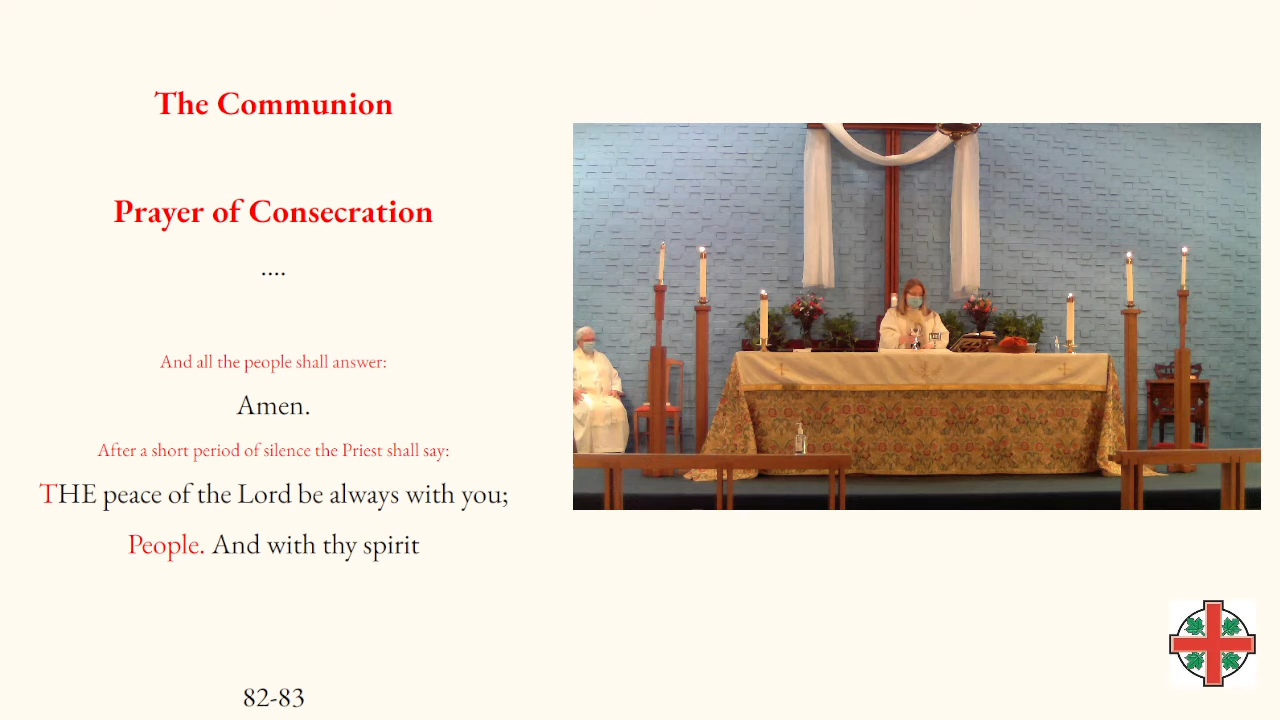 The Communion
Prayer of Consecration
....
And all the people shall answer:
Amen.
After a short period of silence the Priest shall say:
THE peace of the Lord be always with you;
People. And with thy spirit
82-83